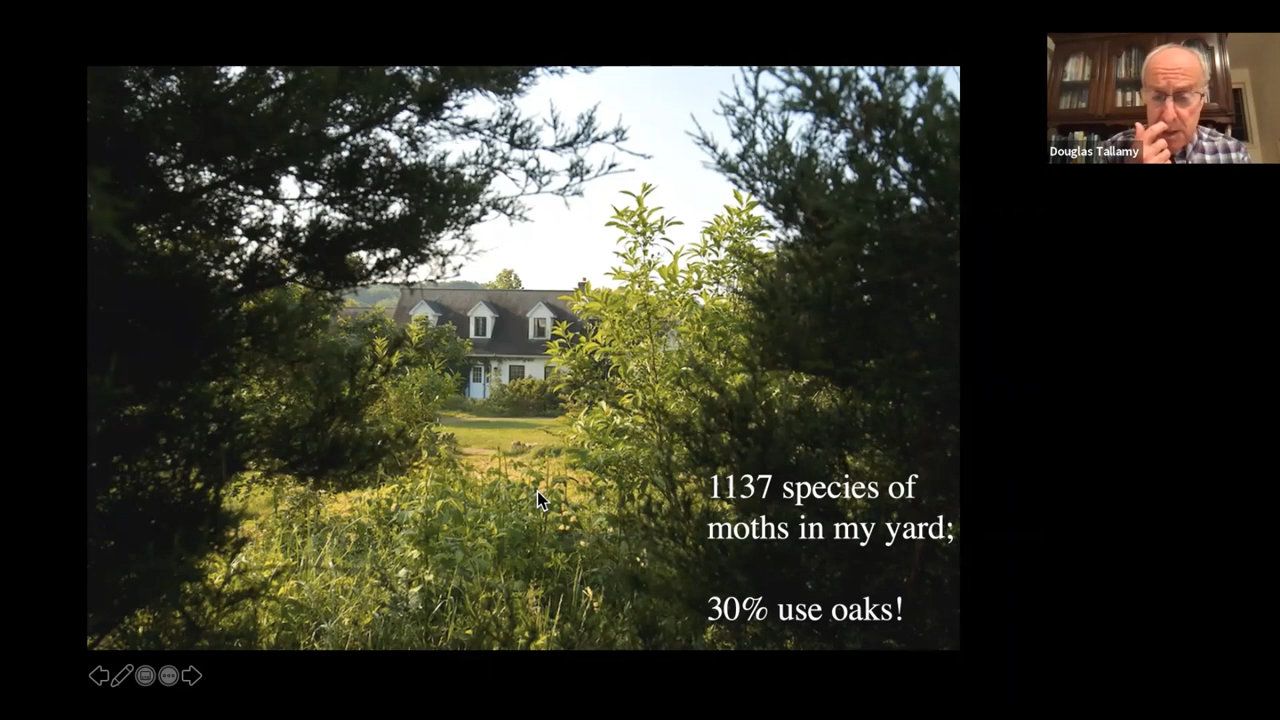 Douglas Tallamy
1137 species of
moths in my yard;
30% use oaks!